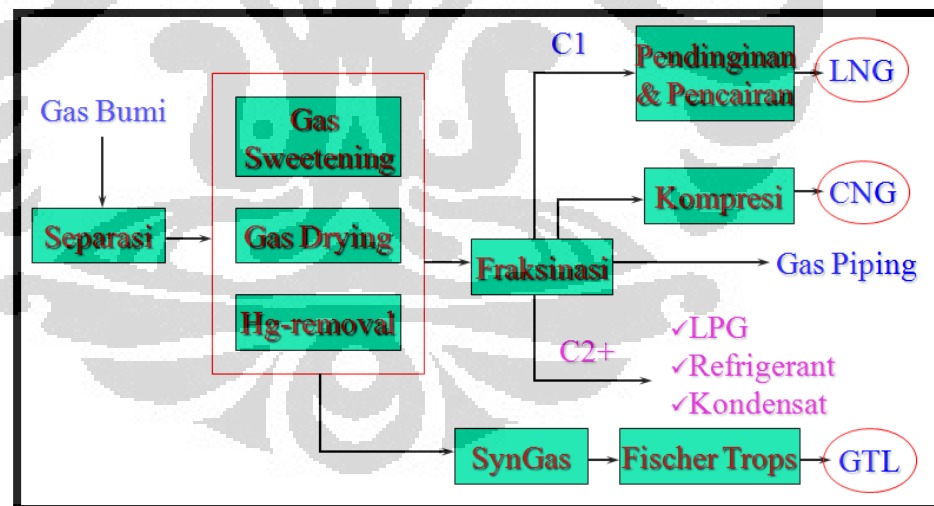 C1
Pendinginan
& Pencairan
LNG
Gas Bumi
Gas
Sweetening
Kompresi
CNG
Separasi
Gas Drying
Fraksinasi
Gas Piping
Hg-removal
C2+
✓LPG
✓Refrigerant
✓Kondensat
SynGas
Fischer Trops
GTL